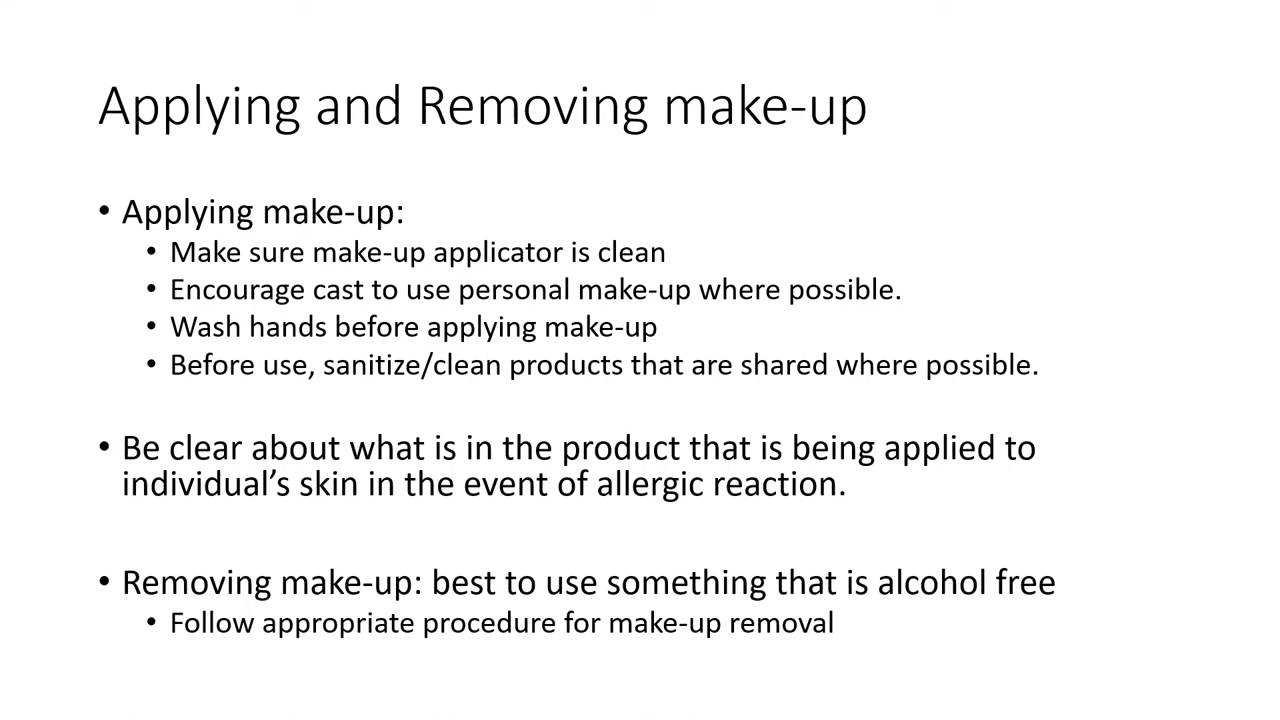 Applying and Removing make-up
• Applying make-up:
• Make sure make-up applicator is clean
• Encourage cast to use personal make-up where possible.
• Wash hands before applying make-up
• Before use, sanitize/clean products that are shared where possible.
• Be clear about what is in the product that is being applied to
individual’s skin in the event of allergic reaction.
• Removing make-up: best to use something that is alcohol free
• Follow appropriate procedure for make-up removal